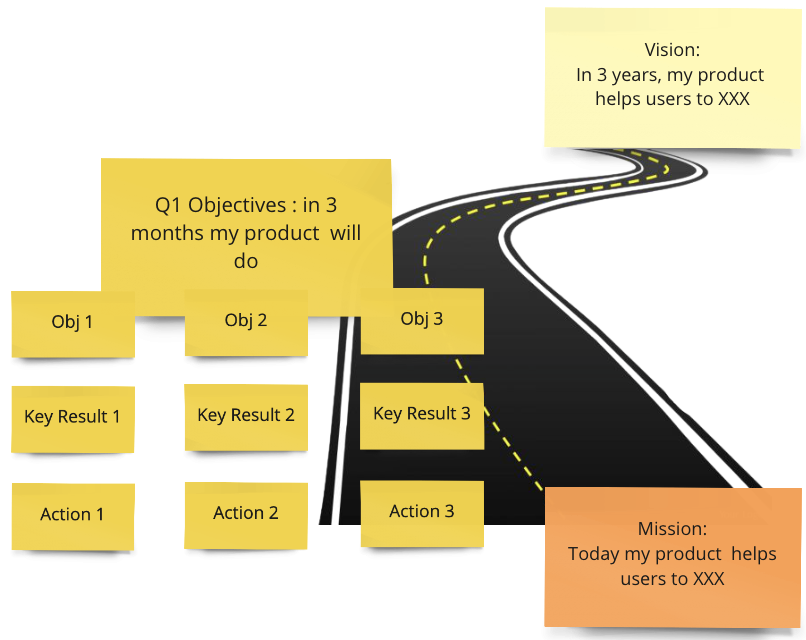 Vision:
In 3 years, my product
helps users to XXX
Q1 Objectives : in 3
months my product  will
do
Obj 1
Obj 2
Obj 3
Key Result 1
Key Result 2
Key Result 3
Action 1
Action 2
Action 3
Mission:
Today my product  helps
users to XXX